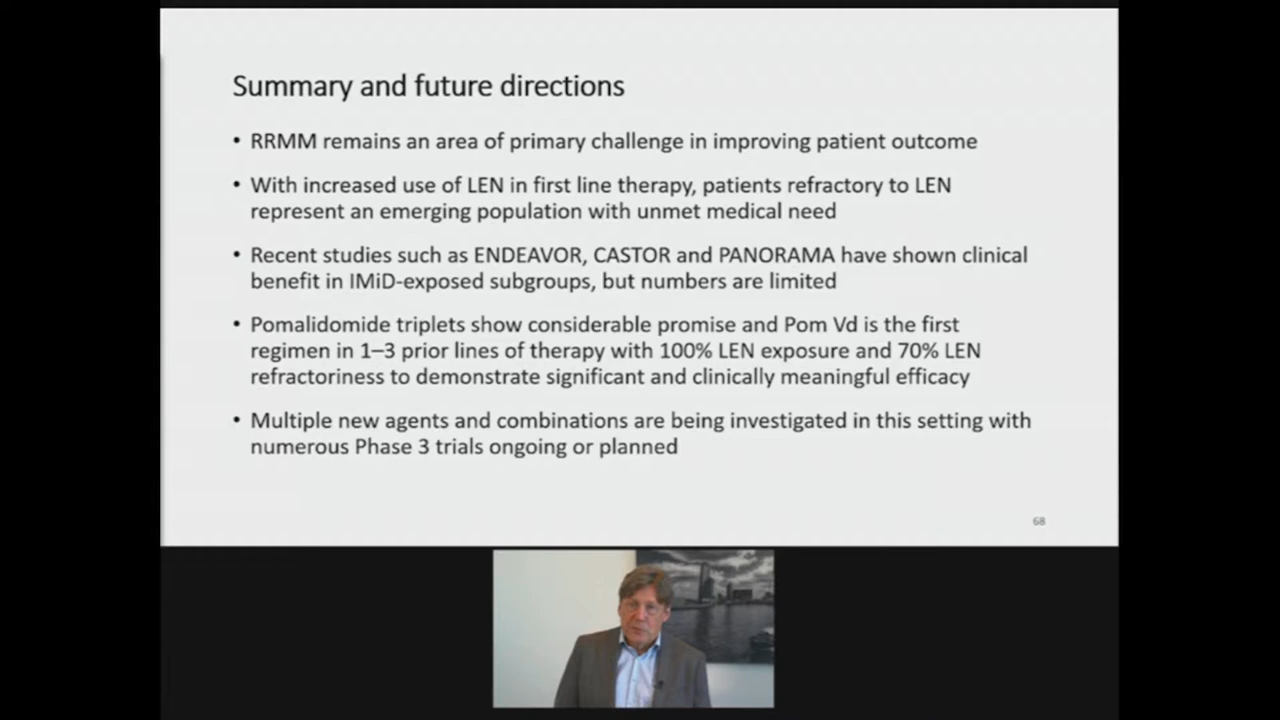 Summary and future directions
• RRMM remains an area of primary challenge in improving patient outcome
• With increased use of LEN in first line therapy, patients refractory to LEN
represent an emerging population with unmet medical need
• Recent studies such as ENDEAVOR, CASTOR and PANORAMA have shown clinical
benefit in IMiD-exposed subgroups, but numbers are limited
• Pomalidomide triplets show considerable promise and Pom Vd is the first
regimen in 1–3 prior lines of therapy with 100% LEN exposure and 70% LEN
refractoriness to demonstrate significant and clinically meaningful efficacy
• Multiple new agents and combinations are being investigated in this setting with
numerous Phase 3 trials ongoing or planned
68